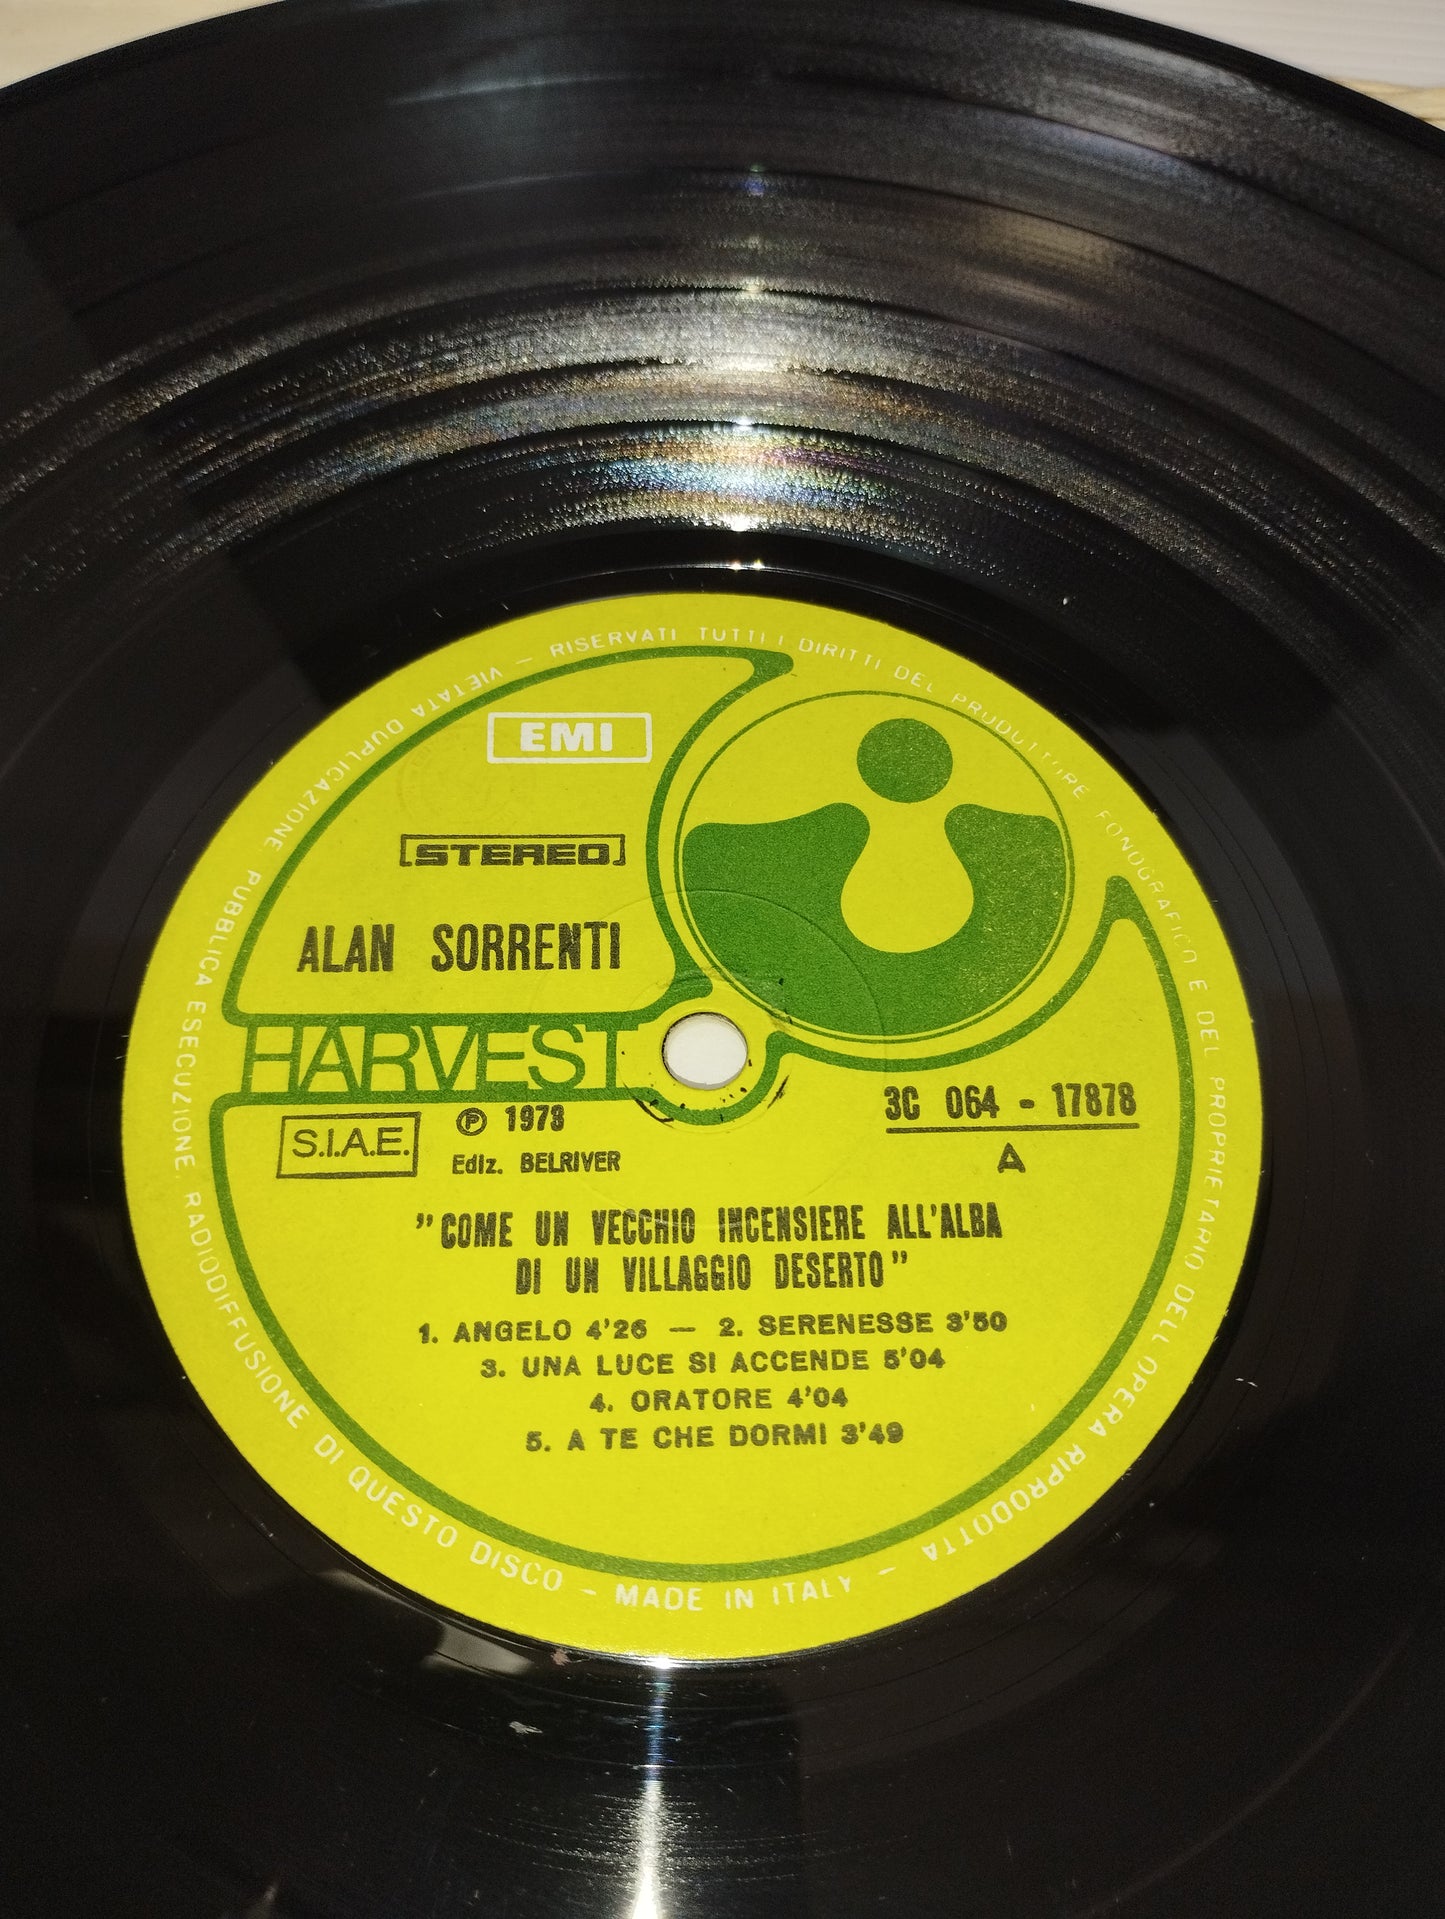 VIETATA DUPLICAZIONE PUBBLICA ESECUZIONE, RADIODIFFUSIONE DI QUESTO DISCO – MADE IN ITALY – RISERVATI TUTTI I DIRITTI DEL PRODUTTORE FONOGRAFICO E DEL PROPRIETARIO DELL'OPERA RIPRODOTTA –
EMI
STEREO
ALAN SORRENTI
HARVEST
S.I.A.E.
℗ 1973
Ediz. BELRIVER
3C 064 - 17878
A
"COME UN VECCHIO INCENSIERE ALL'ALBA
DI UN VILLAGGIO DESERTO"
1. ANGELO 4'26 — 2. SERENESSE 3'50
3. UNA LUCE SI ACCENDE 5'04
4. ORATORE 4'04
5. A TE CHE DORMI 3'49